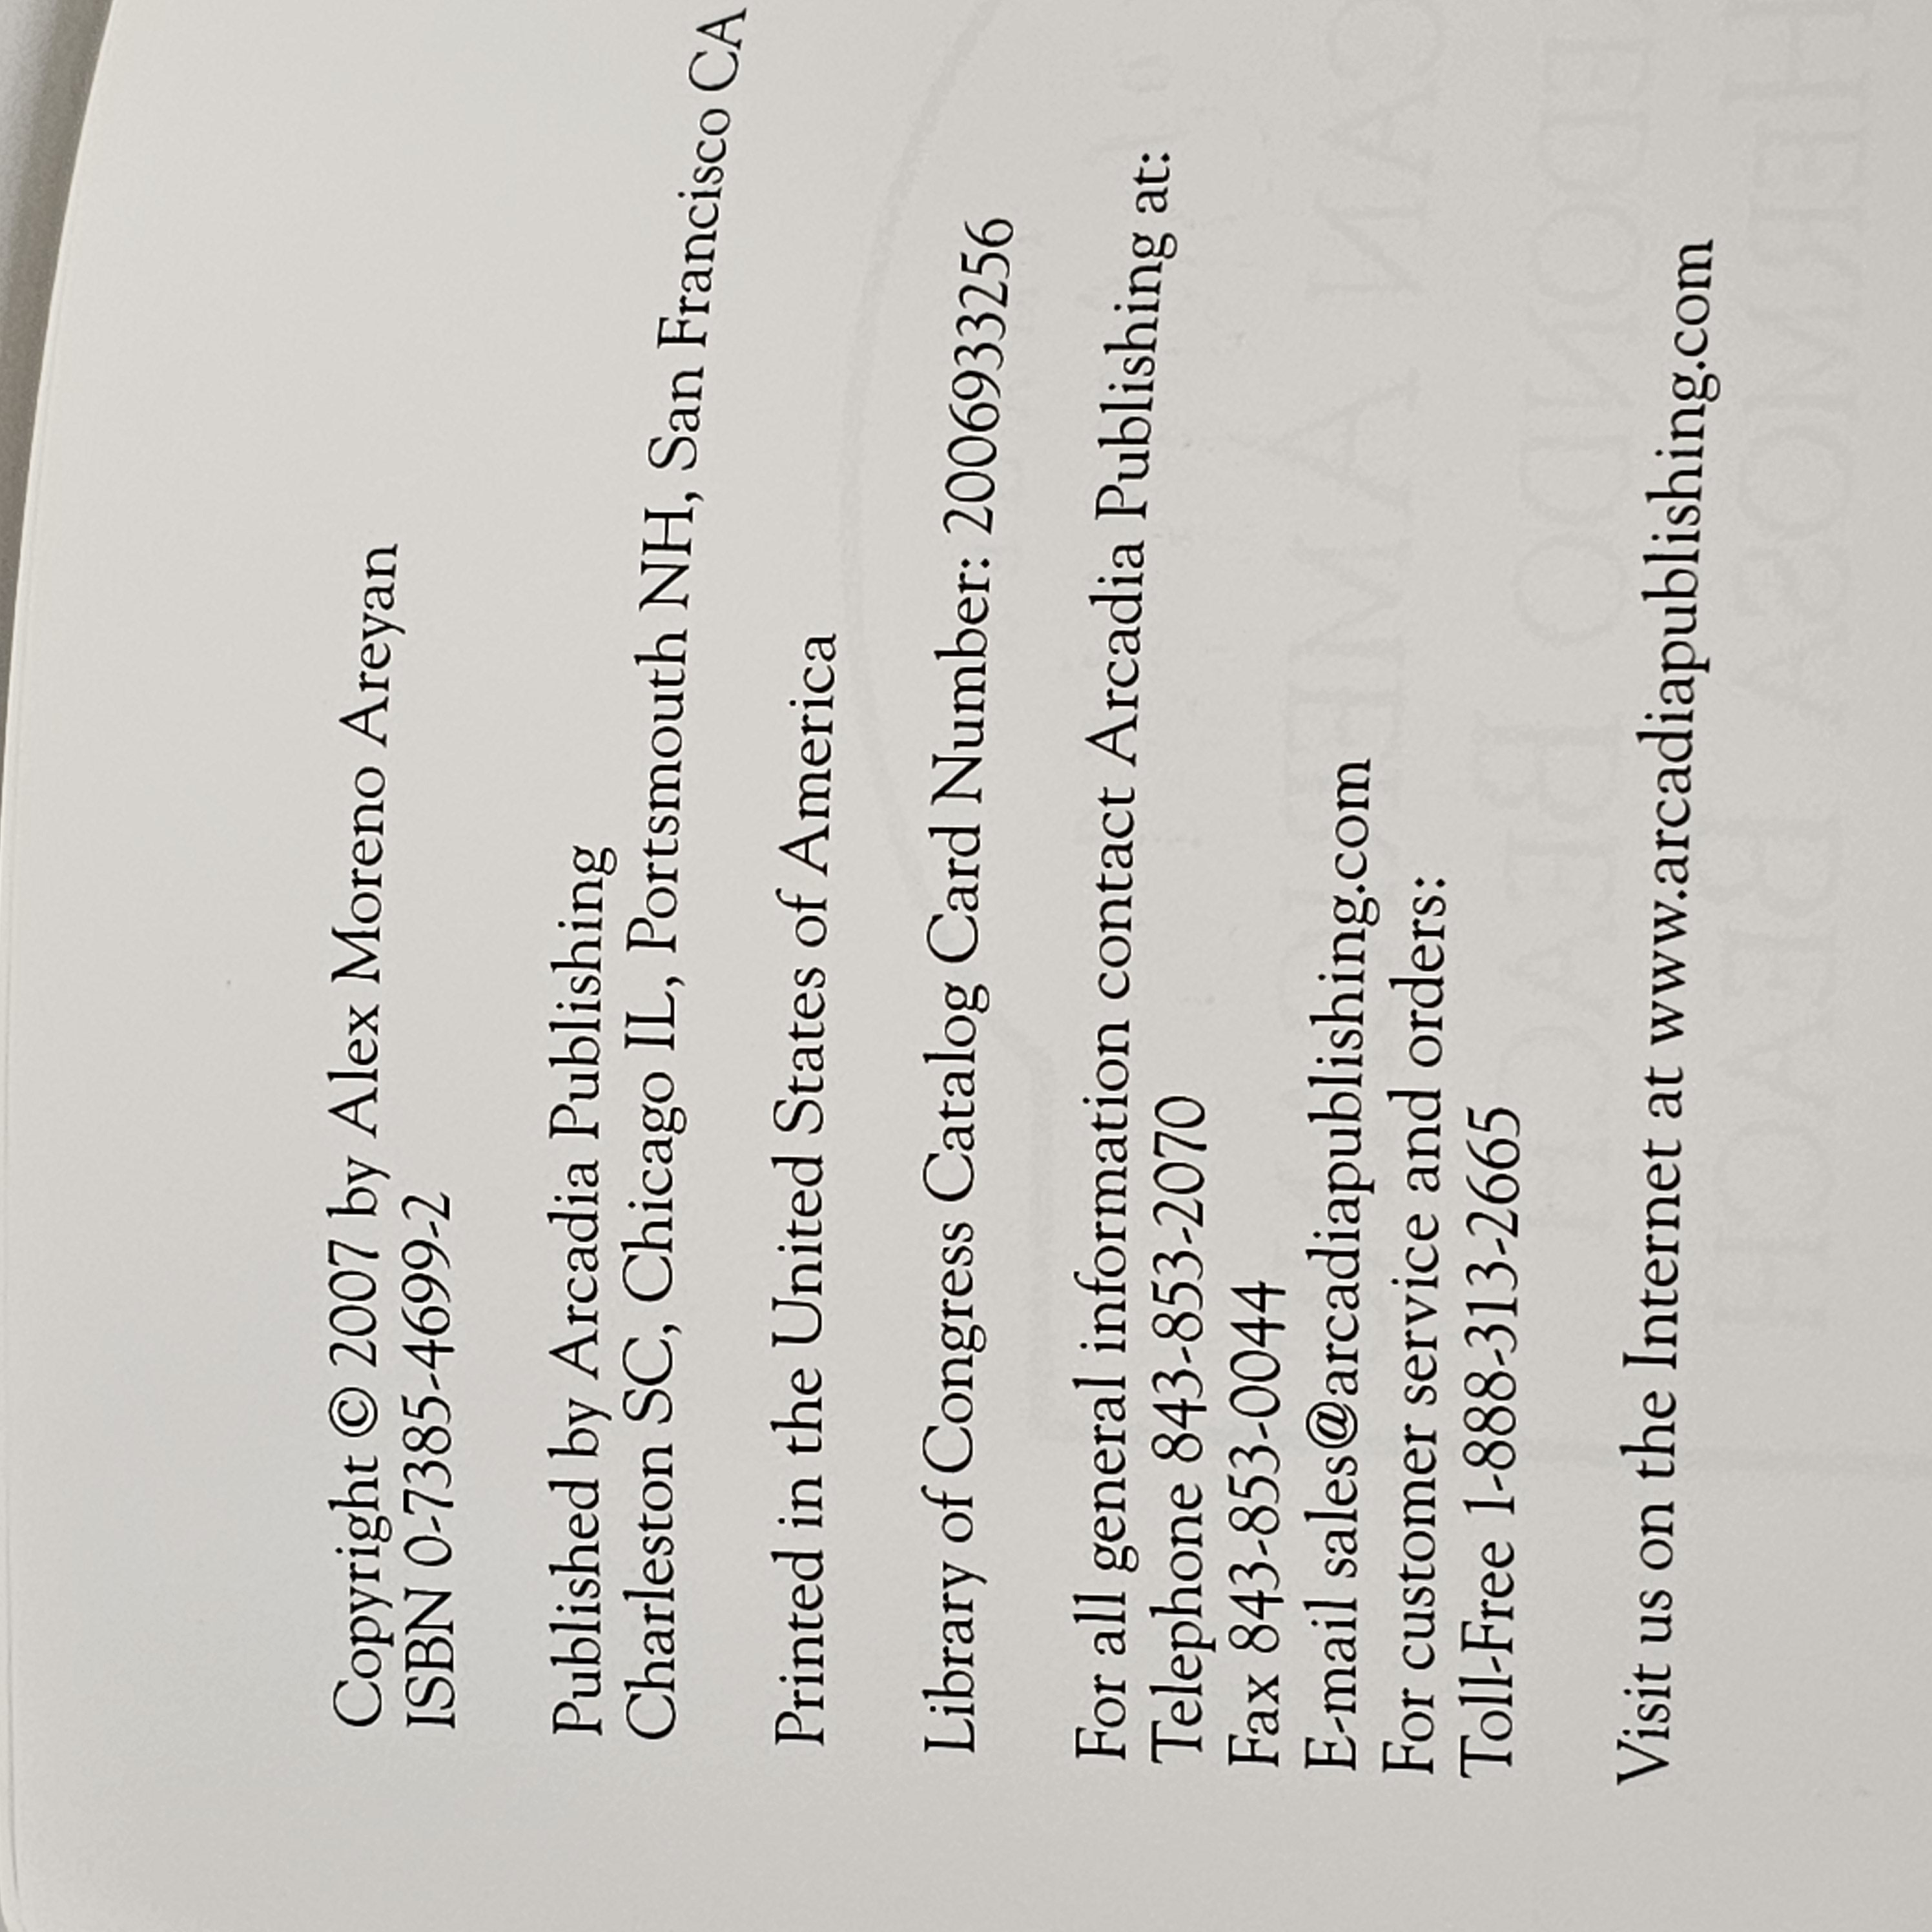 Copyright © 2007 by Alex Moreno Areyan
ISBN 0-7385-4699-2
Published by Arcadia Publishing
Charleston SC, Chicago IL, Portsmouth NH, San Francisco CA
Printed in the United States of America
Library of Congress Catalog Card Number: 2006933256
For all general information contact Arcadia Publishing at:
Telephone 843-853-2070
Fax 843-853-0044
E-mail sales@arcadiapublishing.com
For customer service and orders:
Toll-Free 1-888-313-2665
Visit us on the Internet at www.arcadiapublishing.com